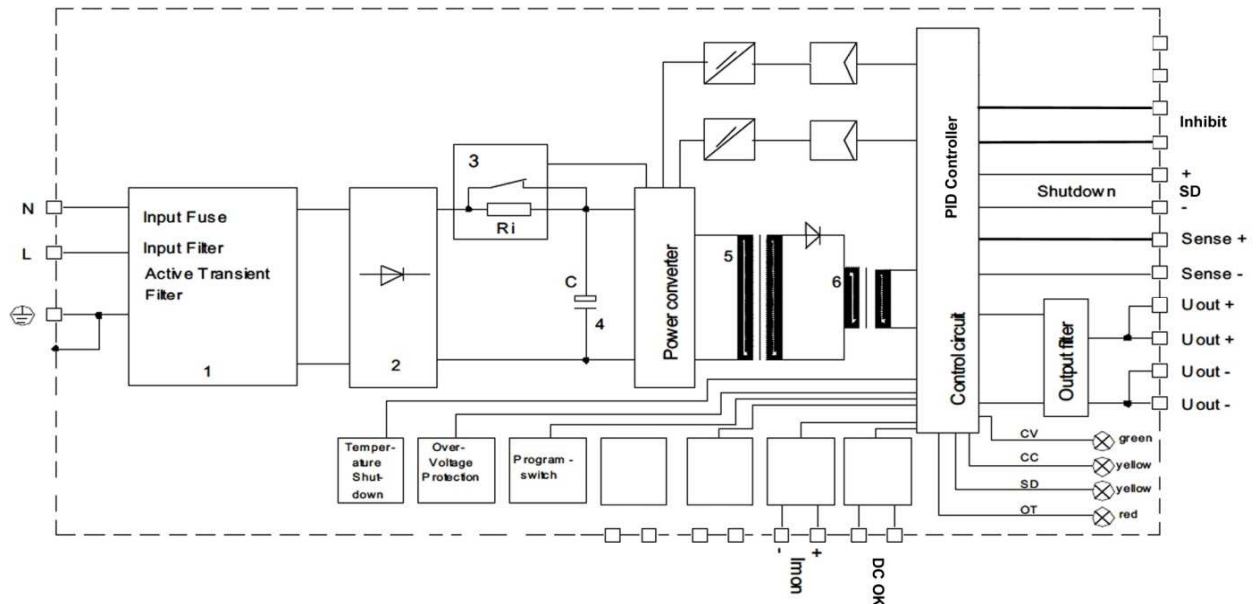 N
L
Input Fuse
Input Filter
Active Transient
Filter
1
2
3
Ri
C
4
Power converter
5
6
PID Controller
Control circuit
Inhibit
+
Shutdown
SD
-
Sense +
Sense -
Uout +
Uout +
Uout -
Uout -
Output filter
CV
green
CC
yellow
SD
yellow
OT
red
Temper-
ature
Shut-
down
Over-
Voltage
Protection
Program -
switch
-
+
Imon
DC OK